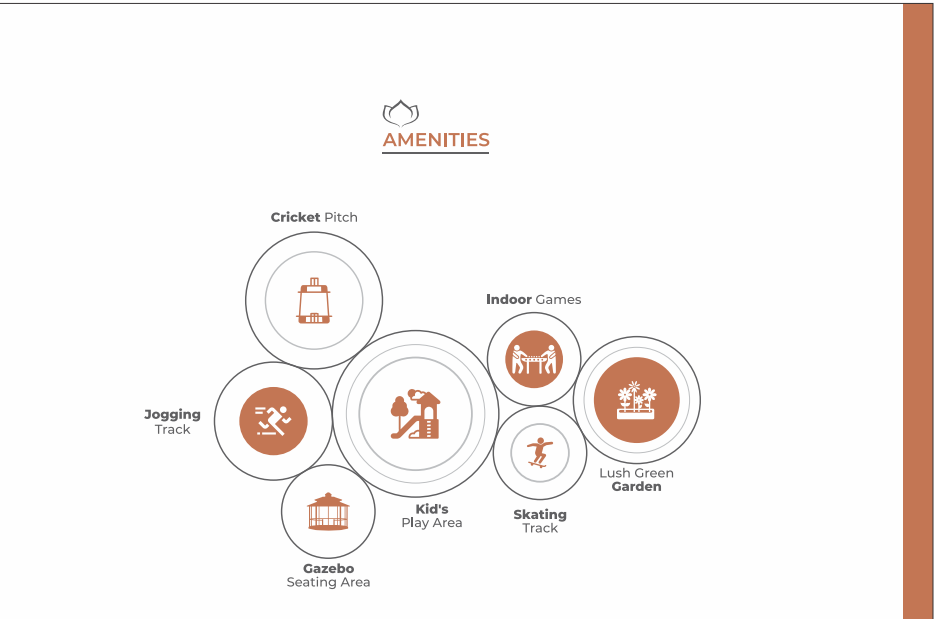 AMENITIES
Cricket Pitch
Indoor Games
Jogging
Track
Lush Green
Garden
Kid's
Play Area
Skating
Track
Gazebo
Seating Area